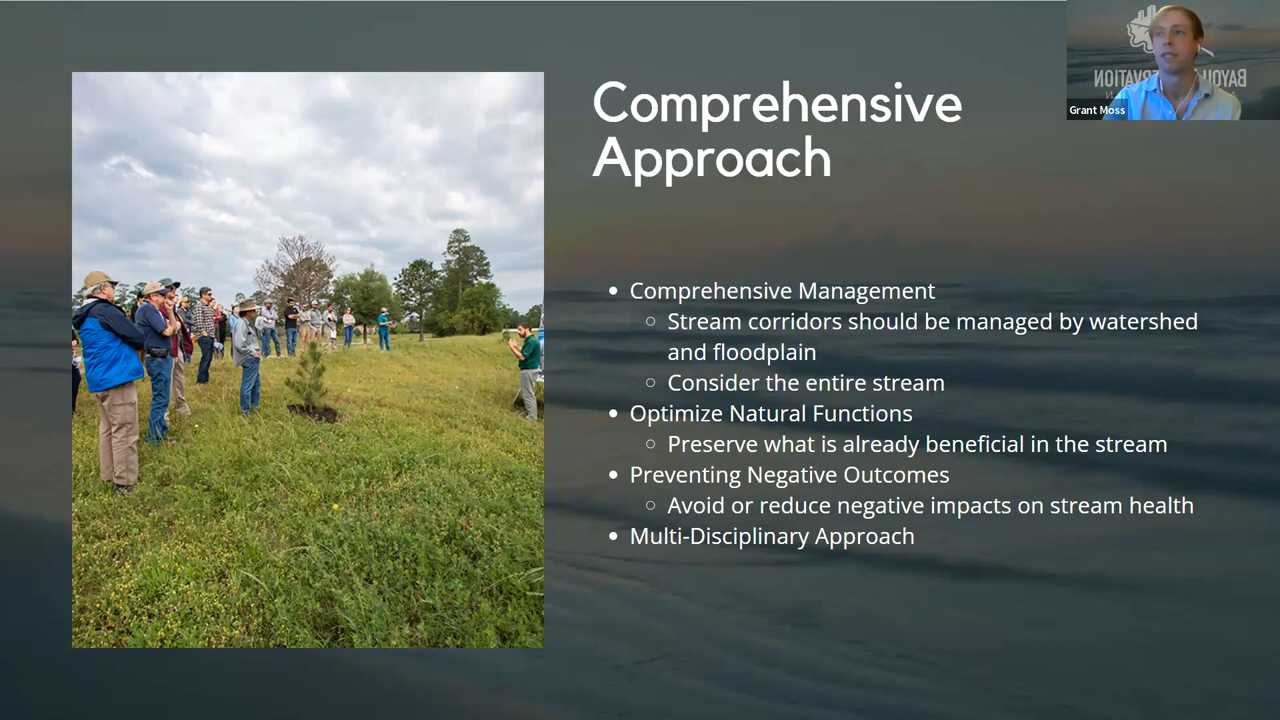 Comprehensive
Approach
Grant Moss
• Comprehensive Management
○ Stream corridors should be managed by watershed
and floodplain
○ Consider the entire stream
• Optimize Natural Functions
○ Preserve what is already beneficial in the stream
• Preventing Negative Outcomes
○ Avoid or reduce negative impacts on stream health
• Multi-Disciplinary Approach